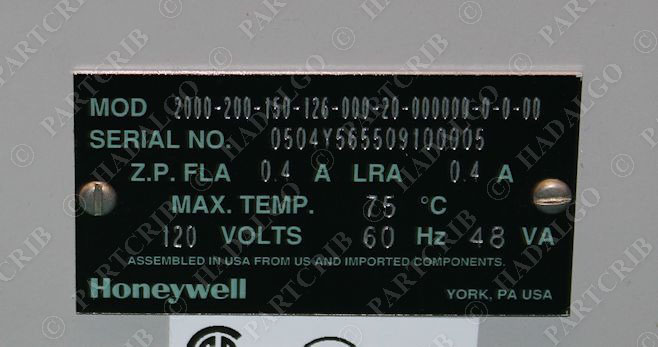 MOD 2000-200-150-126-000-20-000000-0-0-00
SERIAL NO. 0504Y565509100005
Z.P. FLA 0.4 A LRA 0.4 A
MAX. TEMP. 75 °C
120 VOLTS 60 Hz 48 VA
ASSEMBLED IN USA FROM US AND IMPORTED COMPONENTS.
Honeywell YORK, PA USA
© PARTCRIB © HADALGO